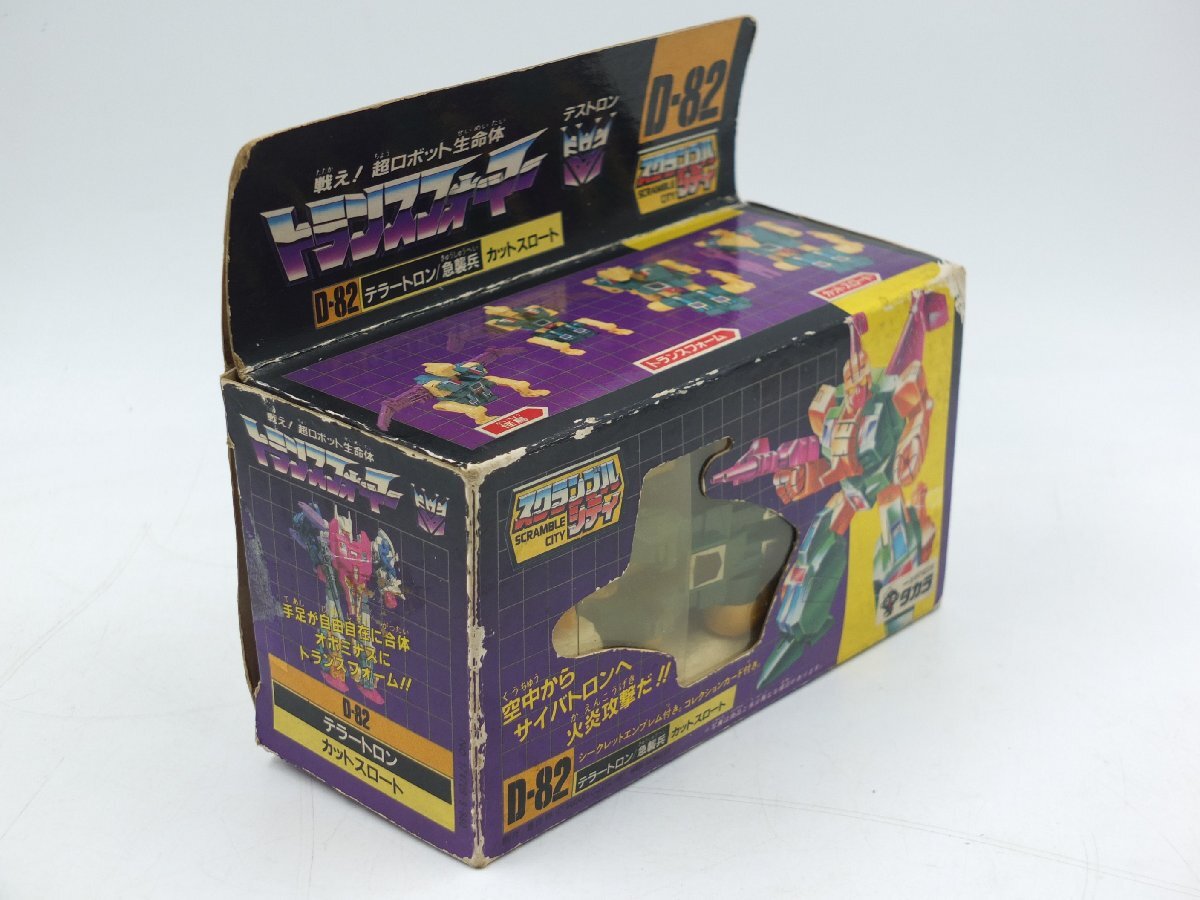 戦え!超ロボット生命体
トランスフォーマー
テストロン
D-82
スクランブル
シティ
SCRAMBLE
CITY
D-82 テラートロン/急襲兵 カットスロート
トランスフォーム
カットスロート
戦え!超ロボット生命体
トランスフォーマー
手足が自由自在に合体
オボミナスに
トランスフォーム!!
D-82
テラートロン
カットスロート
スクランブル
シティ
SCRAMBLE
CITY
タカラ
空中から
サイバトロンへ
火炎攻撃だ!!
シークレットエンブレム付き。コレクションカード付き。
D-82 テラートロン/急襲兵 カットスロート